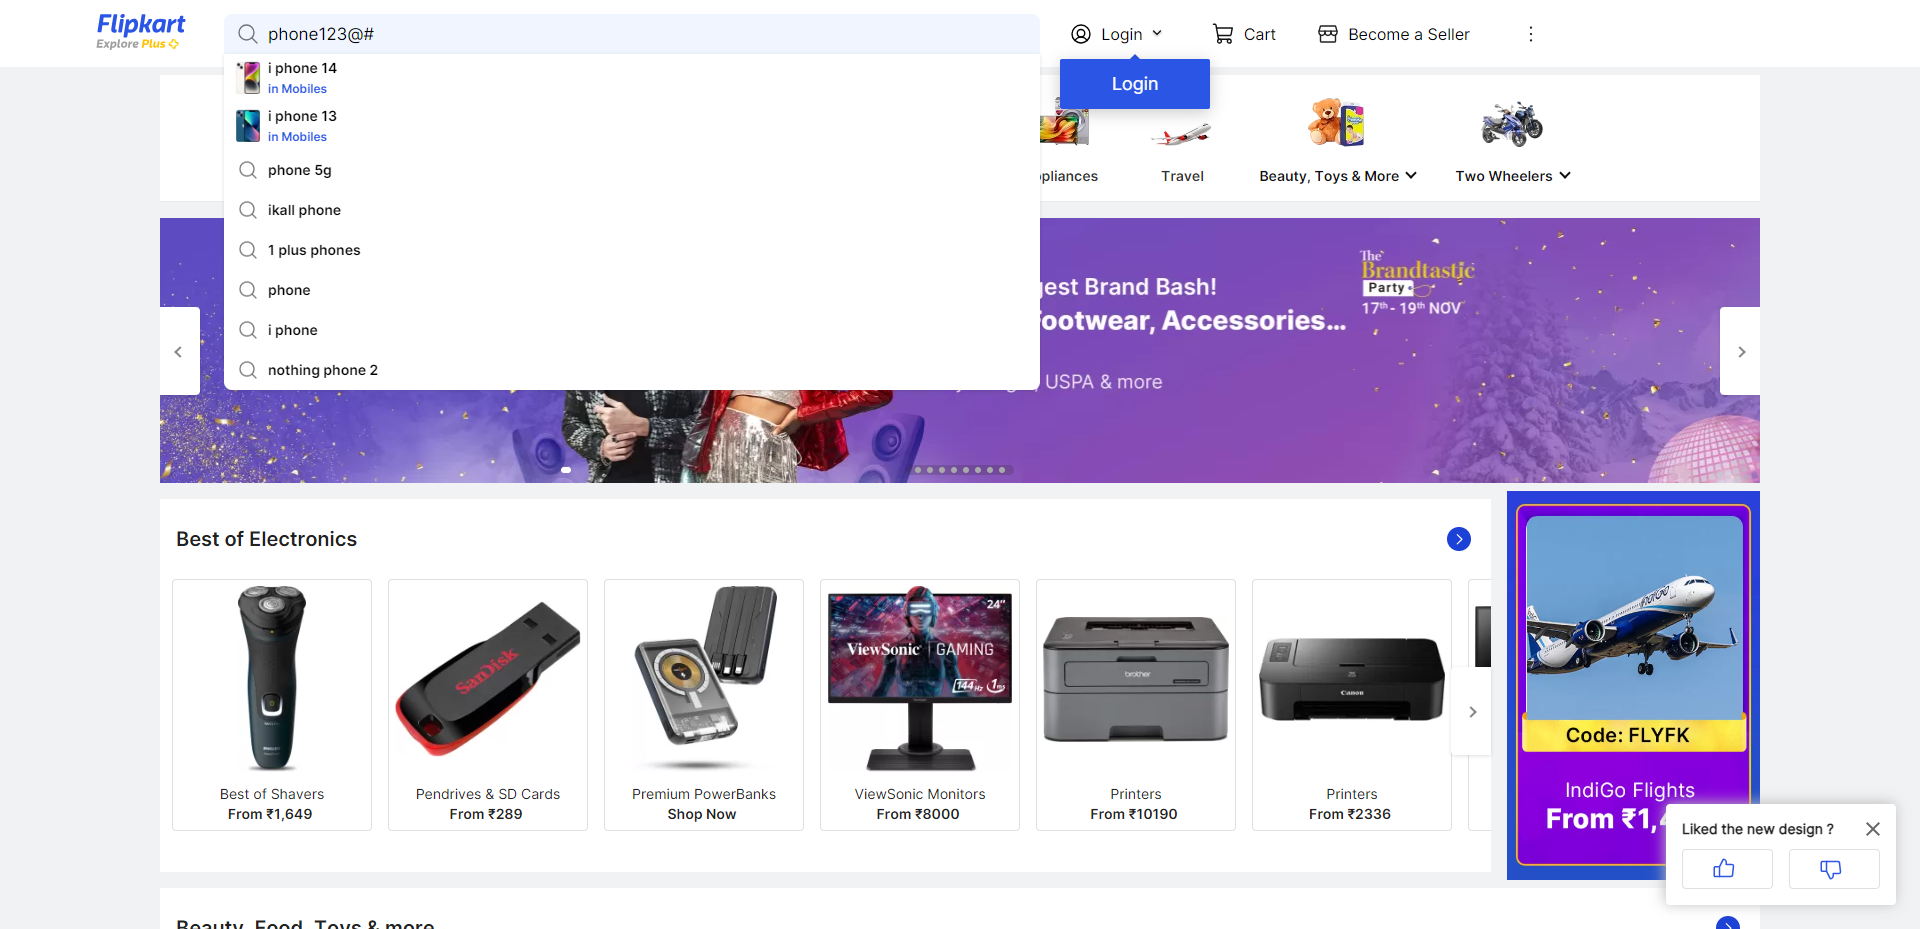 Flipkart
Explore Plus
phone123@#
Login
Cart
Become a Seller
Login
i phone 14
in Mobiles
i phone 13
in Mobiles
phone 5g
ikall phone
1 plus phones
phone
i phone
nothing phone 2
Travel
Beauty, Toys & More
Two Wheelers
Brand Bash!
Accessories...
USPA & more
The
Brandtastic
Party
17th - 19th NOV
Best of Electronics
SanDisk
24"
ViewSonic GAMING
144Hz 1ms
brother
Canon
IndiGo
Best of Shavers
From ₹1,649
Pendrives & SD Cards
From ₹289
Premium PowerBanks
Shop Now
ViewSonic Monitors
From ₹8000
Printers
From ₹10190
Printers
From ₹2336
Code: FLYFK
IndiGo Flights
From ₹1,
Liked the new design ?
Beauty, Food, Toys & more